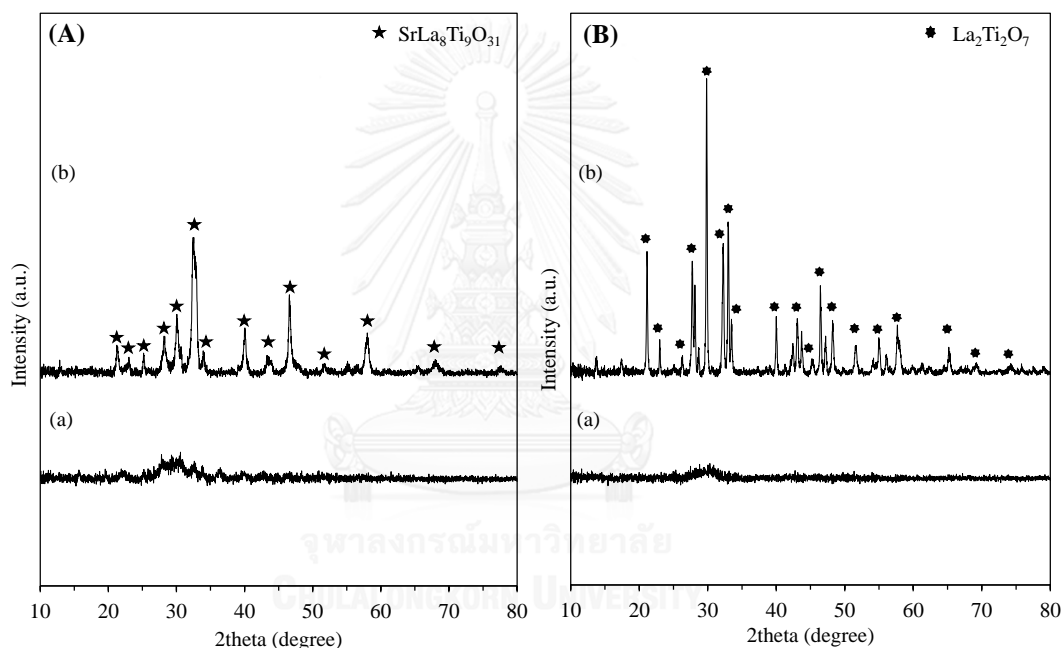 (A)
★ SrLa₈Ti₉O₃₁
(b)
(a)
Intensity (a.u.)
10 20 30 40 50 60 70 80
2theta (degree)
(B)
La₂Ti₂O₇
(b)
(a)
Intensity (a.u.)
10 20 30 40 50 60 70 80
2theta (degree)
จุฬาลงกรณ์มหาวิทยาลัย
CHULALONGKORN UNIVERSITY